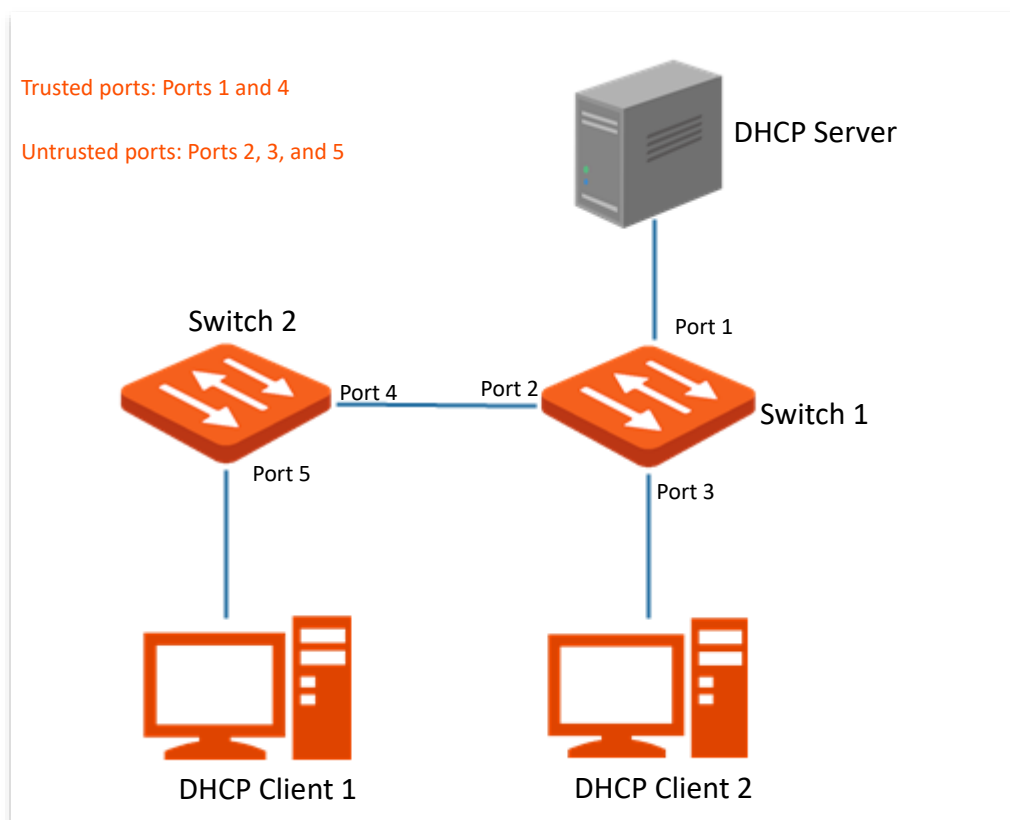 Trusted ports: Ports 1 and 4
Untrusted ports: Ports 2, 3, and 5
DHCP Server
Switch 2
Port 1
Port 4
Port 2
Switch 1
Port 5
Port 3
DHCP Client 1
DHCP Client 2